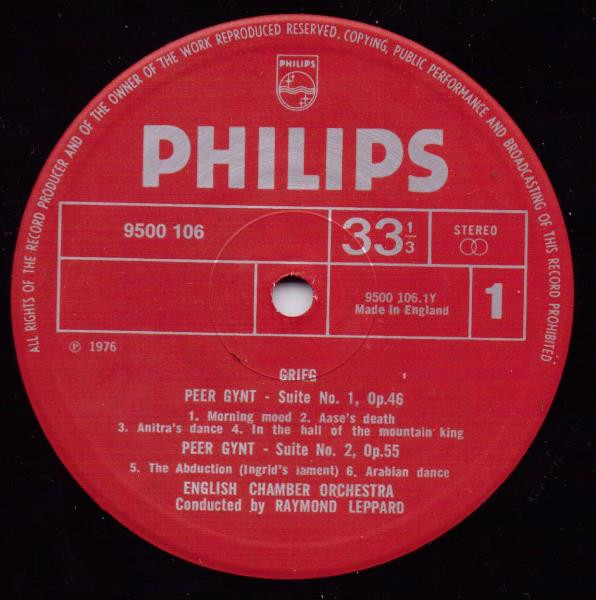 ALL RIGHTS OF THE RECORD PRODUCER AND OF THE OWNER OF THE WORK REPRODUCED RESERVED. COPYING, PUBLIC PERFORMANCE AND BROADCASTING OF THIS RECORD PROHIBITED
PHILIPS
PHILIPS
9500 106
33 1/3
STEREO
9500 106.1Y
Made in England
1
℗ 1976
GRIEG
PEER GYNT - Suite No. 1, Op.46
1. Morning mood 2. Aase's death
3. Anitra's dance 4. In the hall of the mountain king
PEER GYNT - Suite No. 2, Op.55
5. The Abduction (Ingrid's lament) 6. Arabian dance
ENGLISH CHAMBER ORCHESTRA
Conducted by RAYMOND LEPPARD